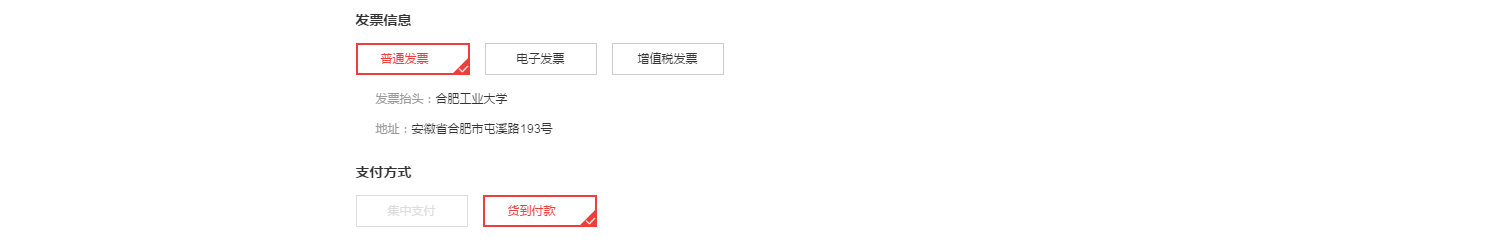 发票信息
普通发票 电子发票 增值税发票
发票抬头：合肥工业大学
地址：安徽省合肥市屯溪路193号
支付方式
集中支付 货到付款